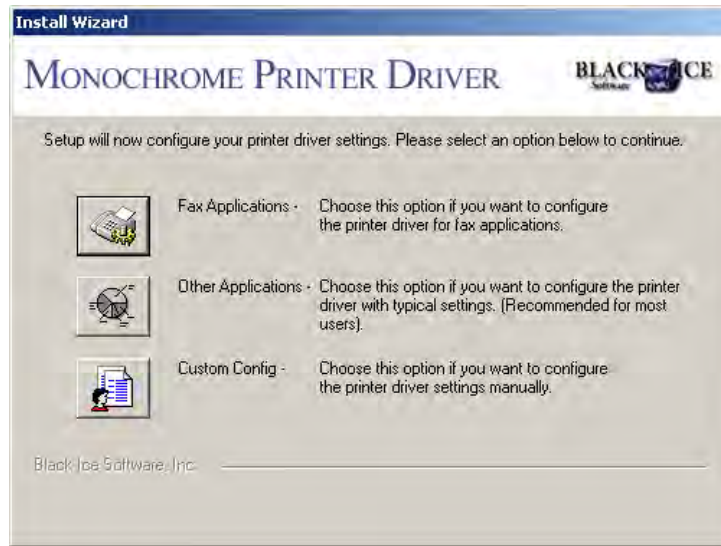 Install Wizard
MONOCHROME PRINTER DRIVER
BLACK ICE
Software
Setup will now configure your printer driver settings. Please select an option below to continue.
Fax Applications - Choose this option if you want to configure
the printer driver for fax applications.
Other Applications - Choose this option if you want to configure the printer
driver with typical settings. (Recommended for most
users).
Custom Config - Choose this option if you want to configure
the printer driver settings manually.
Black Ice Software, Inc.